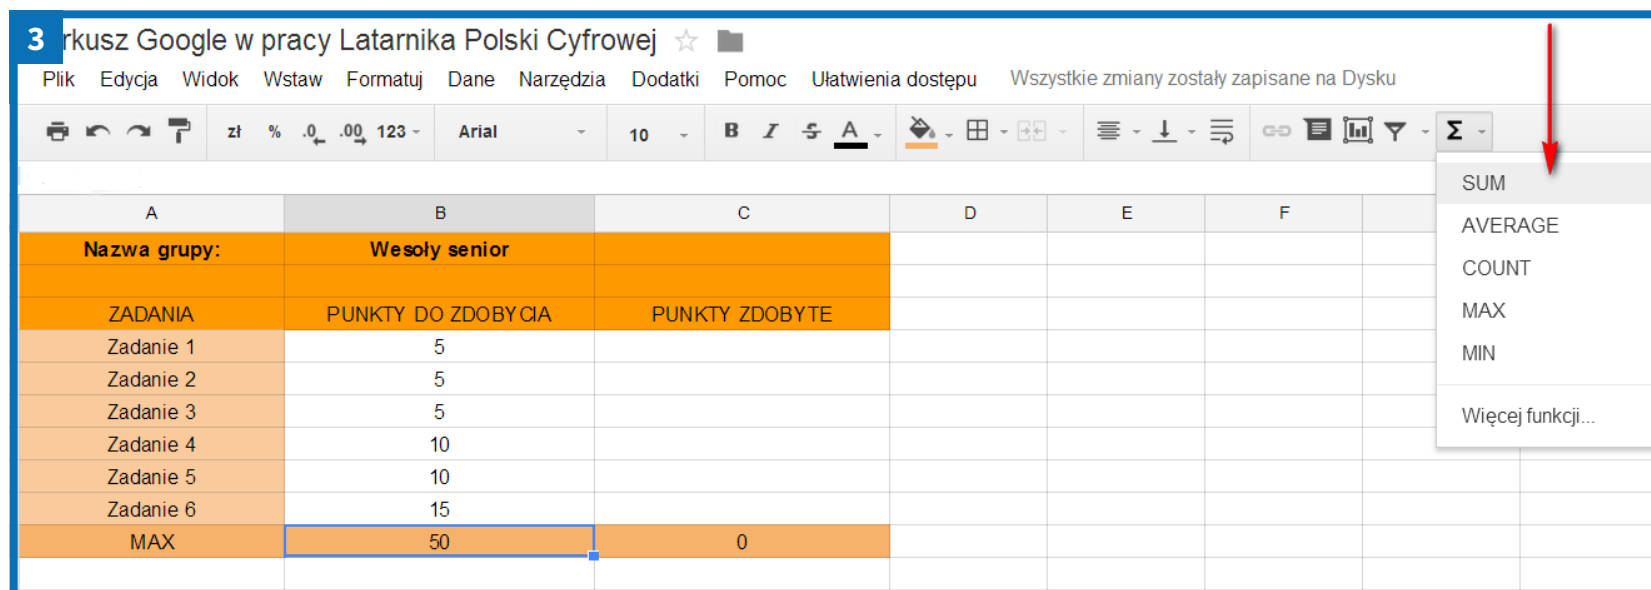 3 rkusz Google w pracy Latarnika Polski Cyfrowej
Plik Edycja Widok Wstaw Formatuj Dane Narzędzia Dodatki Pomoc Ułatwienia dostępu Wszystkie zmiany zostały zapisane na Dysku
zł % .0 .00 123 Arial 10 B I S A Σ
SUM
AVERAGE
COUNT
MAX
MIN
Więcej funkcji...
A B C D E F
Nazwa grupy: Wesoły senior
ZADANIA PUNKTY DO ZDOBYCIA PUNKTY ZDOBYTE
Zadanie 1 5
Zadanie 2 5
Zadanie 3 5
Zadanie 4 10
Zadanie 5 10
Zadanie 6 15
MAX 50 0